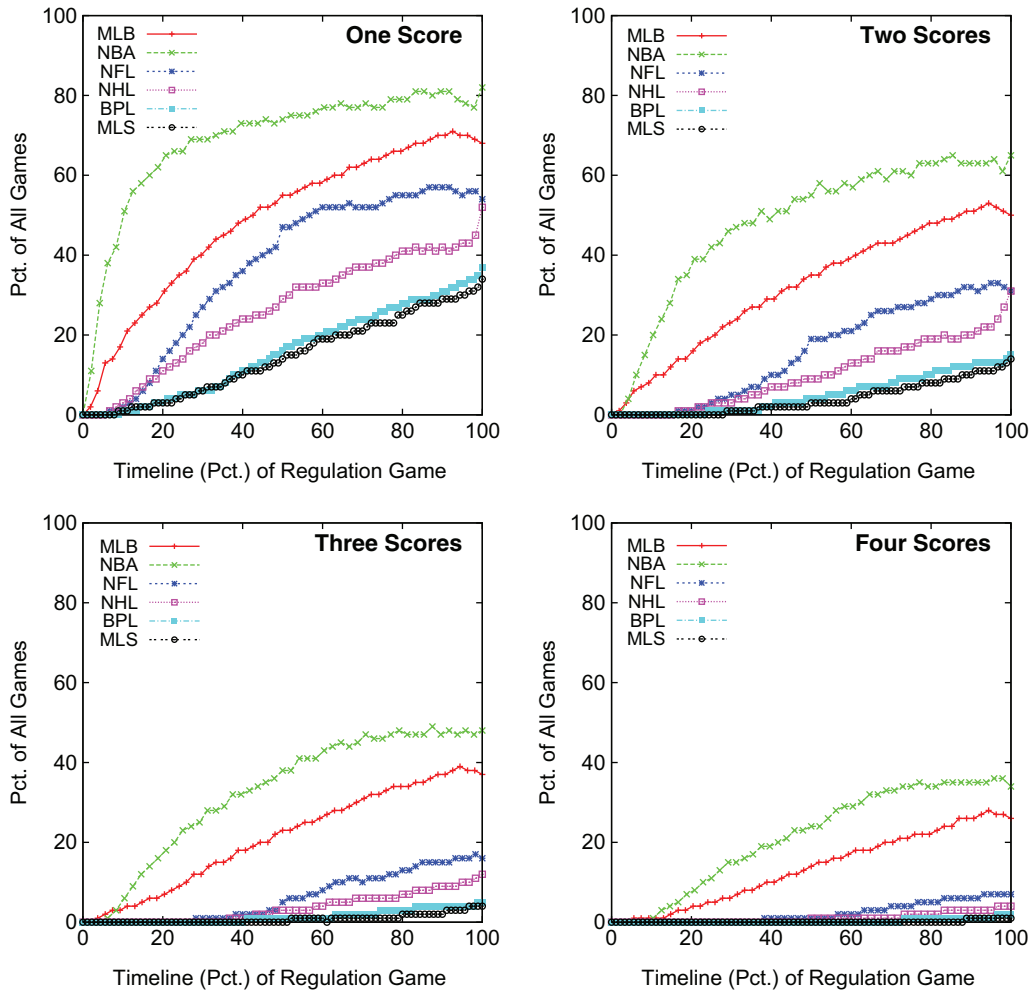 One Score
Pct. of All Games
100
80
60
40
20
0
MLB
NBA
NFL
NHL
BPL
MLS
0 20 40 60 80 100
Timeline (Pct.) of Regulation Game
Two Scores
Pct. of All Games
100
80
60
40
20
0
MLB
NBA
NFL
NHL
BPL
MLS
0 20 40 60 80 100
Timeline (Pct.) of Regulation Game
Three Scores
Pct. of All Games
100
80
60
40
20
0
MLB
NBA
NFL
NHL
BPL
MLS
0 20 40 60 80 100
Timeline (Pct.) of Regulation Game
Four Scores
Pct. of All Games
100
80
60
40
20
0
MLB
NBA
NFL
NHL
BPL
MLS
0 20 40 60 80 100
Timeline (Pct.) of Regulation Game